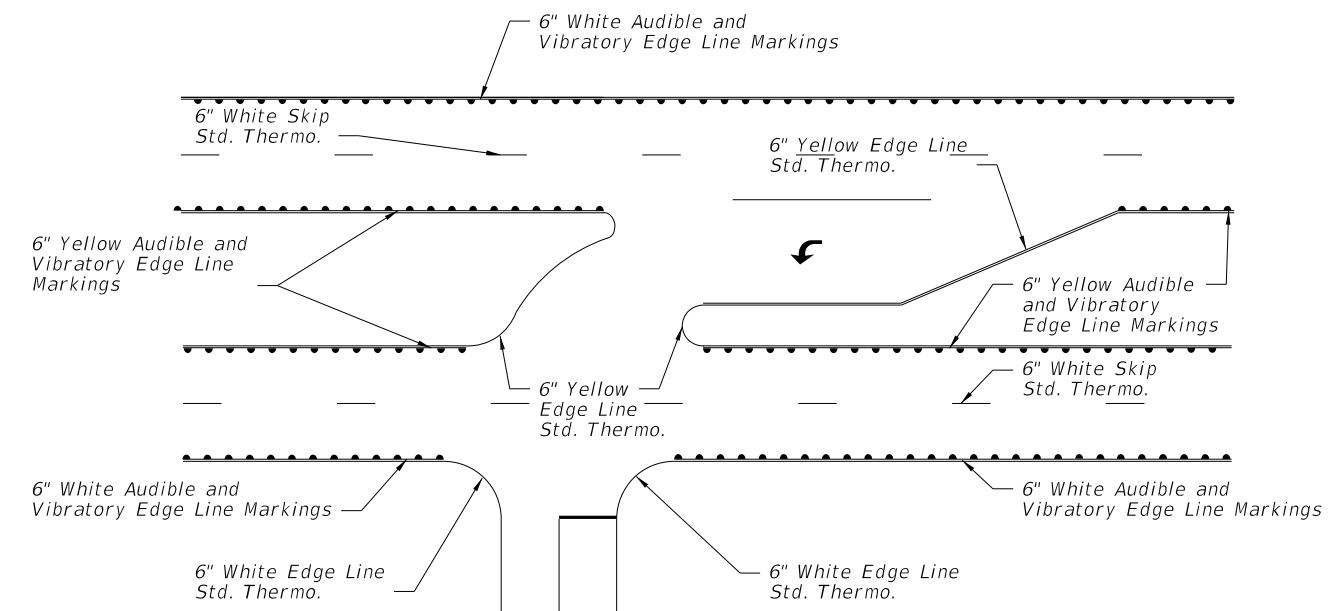 6" White Audible and
Vibratory Edge Line Markings
6" White Skip
Std. Thermo.
6" Yellow Edge Line
Std. Thermo.
6" Yellow Audible and
Vibratory Edge Line
Markings
6" Yellow Audible
and Vibratory
Edge Line Markings
6" White Skip
Std. Thermo.
6" Yellow
Edge Line
Std. Thermo.
6" White Audible and
Vibratory Edge Line Markings
6" White Audible and
Vibratory Edge Line Markings
6" White Edge Line
Std. Thermo.
6" White Edge Line
Std. Thermo.